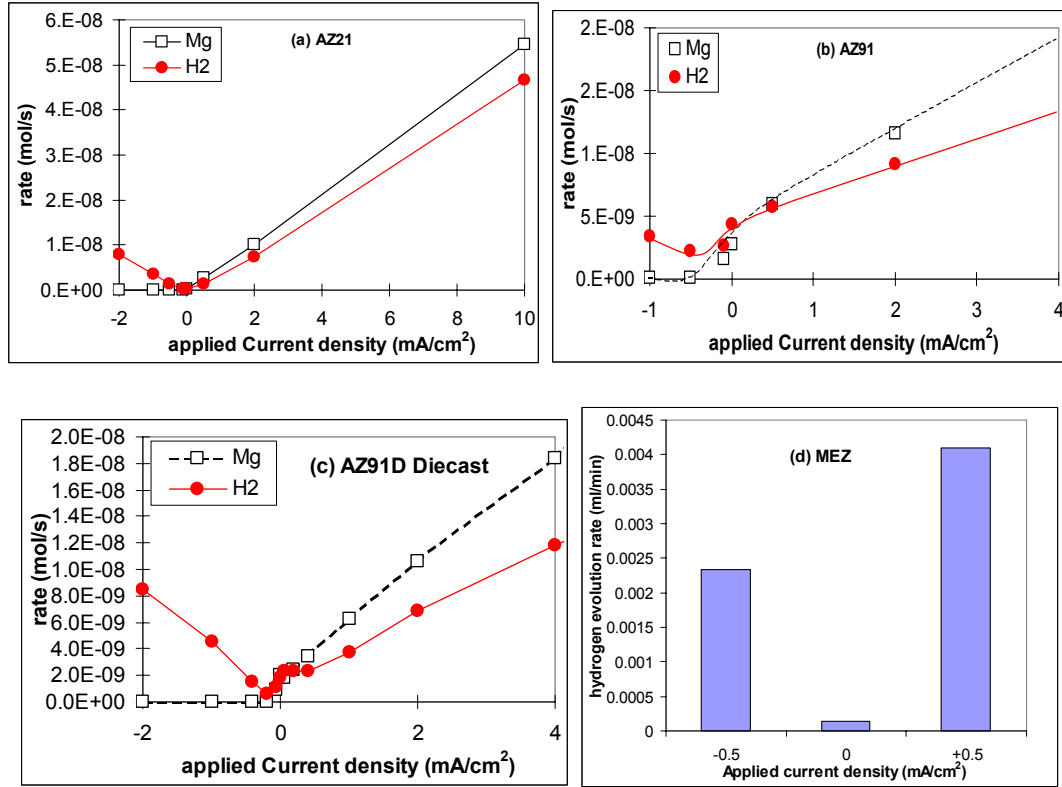 (a) AZ21
Mg
H2
rate (mol/s)
6.E-08
5.E-08
4.E-08
3.E-08
2.E-08
1.E-08
0.E+00
-2 0 2 4 6 8 10
applied Current density (mA/cm²)
(b) AZ91
Mg
H2
rate (mol/s)
2.E-08
2.E-08
1.E-08
5.E-09
0.E+00
-1 0 1 2 3 4
applied Current density (mA/cm²)
(c) AZ91D Diecast
Mg
H2
rate (mol/s)
2.0E-08
1.8E-08
1.6E-08
1.4E-08
1.2E-08
1.0E-08
8.0E-09
6.0E-09
4.0E-09
2.0E-09
0.0E+00
-2 0 2 4
applied Current density (mA/cm²)
(d) MEZ
hydrogen evolution rate (ml/min)
0.0045
0.004
0.0035
0.003
0.0025
0.002
0.0015
0.001
0.0005
0
-0.5 0 +0.5
Applied current density (mA/cm²)